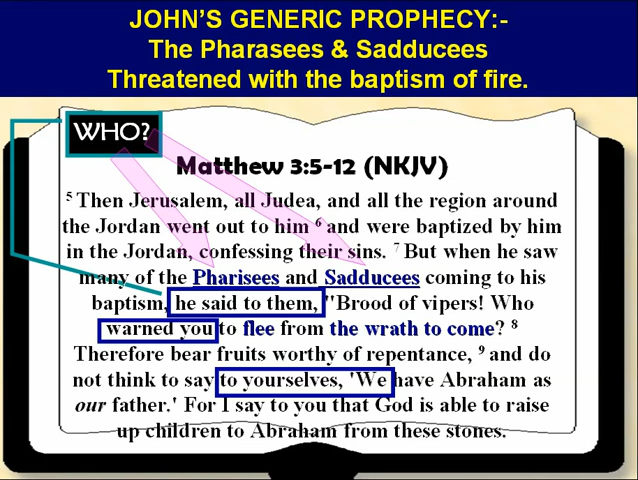 JOHN'S GENERIC PROPHECY:-
The Pharasees & Sadducees
Threatened with the baptism of fire.
WHO?
Matthew 3:5-12 (NKJV)
5 Then Jerusalem, all Judea, and all the region around
the Jordan went out to him 6 and were baptized by him
in the Jordan, confessing their sins. 7 But when he saw
many of the Pharisees and Sadducees coming to his
baptism, he said to them, "Brood of vipers! Who
warned you to flee from the wrath to come? 8
Therefore bear fruits worthy of repentance, 9 and do
not think to say to yourselves, 'We have Abraham as
our father.' For I say to you that God is able to raise
up children to Abraham from these stones.